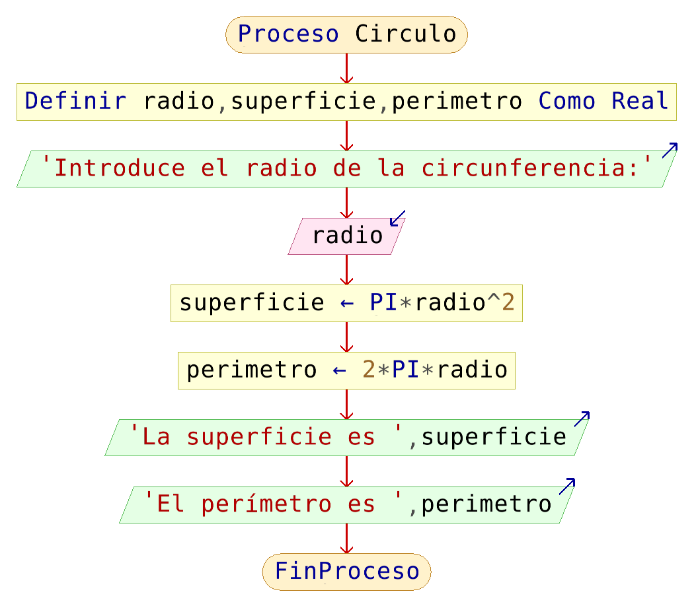 Proceso Circulo
Definir radio,superficie,perimetro Como Real
'Introduce el radio de la circunferencia:'
radio
superficie ← PI*radio^2
perimetro ← 2*PI*radio
'La superficie es ',superficie
'El perímetro es ',perimetro
FinProceso